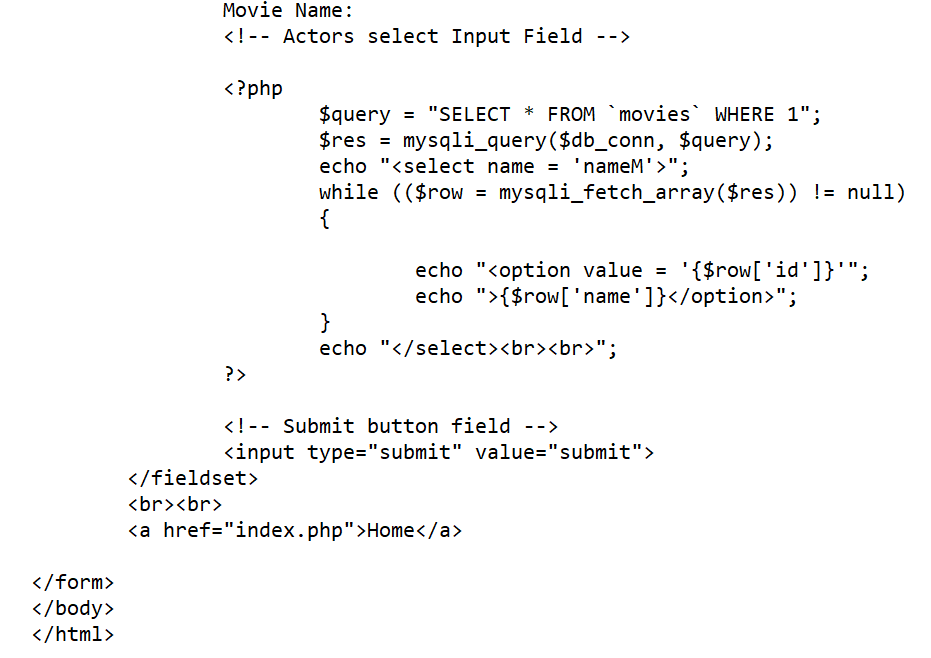 Movie Name:
<!-- Actors select Input Field -->
<?php
$query = "SELECT * FROM `movies` WHERE 1";
$res = mysqli_query($db_conn, $query);
echo "<select name = 'nameM'>";
while (($row = mysqli_fetch_array($res)) != null)
{
echo "<option value = '{$row['id']}'";
echo ">{$row['name']}</option>";
}
echo "</select><br><br>";
?>
<!-- Submit button field -->
<input type="submit" value="submit">
</fieldset>
<br><br>
<a href="index.php">Home</a>
</form>
</body>
</html>